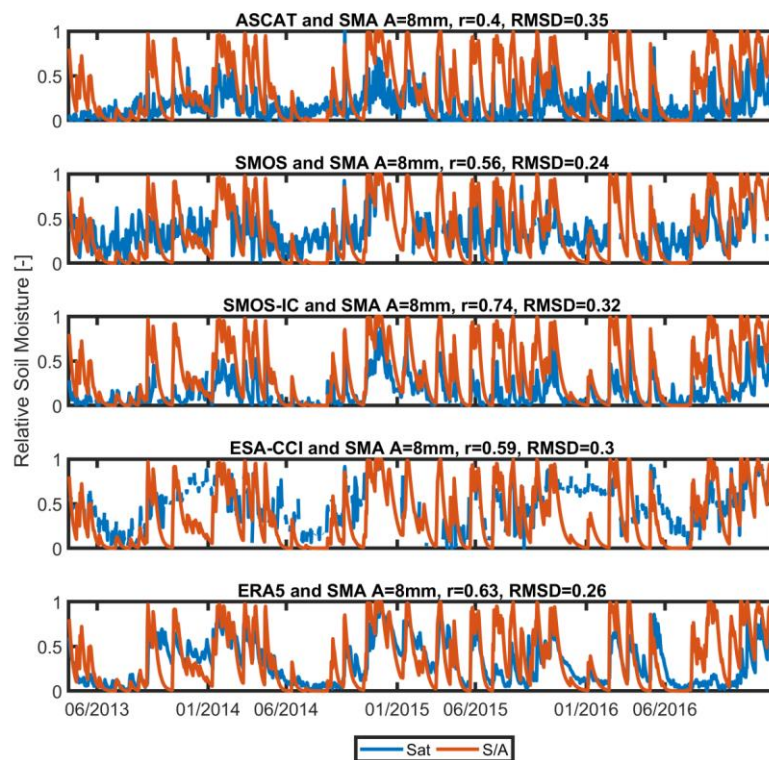 ASCAT and SMA A=8mm, r=0.4, RMSD=0.35
1
0.5
0
SMOS and SMA A=8mm, r=0.56, RMSD=0.24
1
0.5
0
SMOS-IC and SMA A=8mm, r=0.74, RMSD=0.32
1
0.5
0
ESA-CCI and SMA A=8mm, r=0.59, RMSD=0.3
1
0.5
0
ERA5 and SMA A=8mm, r=0.63, RMSD=0.26
1
0.5
0
Relative Soil Moisture [-]
06/2013 01/2014 06/2014 01/2015 06/2015 01/2016 06/2016
Sat S/A